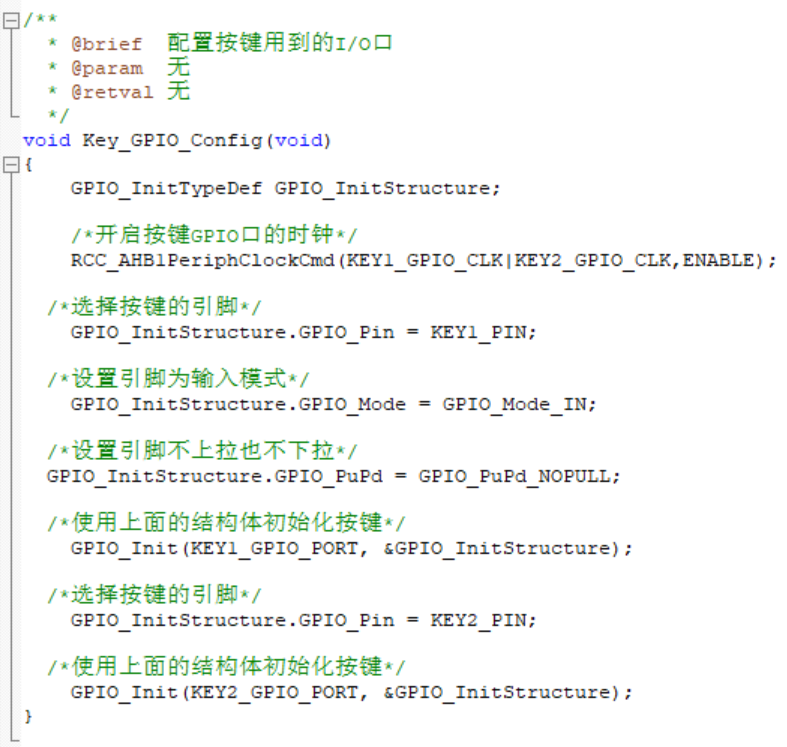 /**
  * @brief  配置按键用到的I/O口
  * @param  无
  * @retval 无
  */
void Key_GPIO_Config(void)
{
    GPIO_InitTypeDef GPIO_InitStructure;
    /*开启按键GPIO口的时钟*/
    RCC_AHB1PeriphClockCmd(KEY1_GPIO_CLK|KEY2_GPIO_CLK,ENABLE);
  /*选择按键的引脚*/
    GPIO_InitStructure.GPIO_Pin = KEY1_PIN;
  /*设置引脚为输入模式*/
    GPIO_InitStructure.GPIO_Mode = GPIO_Mode_IN;
  /*设置引脚不上拉也不下拉*/
  GPIO_InitStructure.GPIO_PuPd = GPIO_PuPd_NOPULL;
  /*使用上面的结构体初始化按键*/
    GPIO_Init(KEY1_GPIO_PORT, &GPIO_InitStructure);
  /*选择按键的引脚*/
    GPIO_InitStructure.GPIO_Pin = KEY2_PIN;
  /*使用上面的结构体初始化按键*/
    GPIO_Init(KEY2_GPIO_PORT, &GPIO_InitStructure);
}